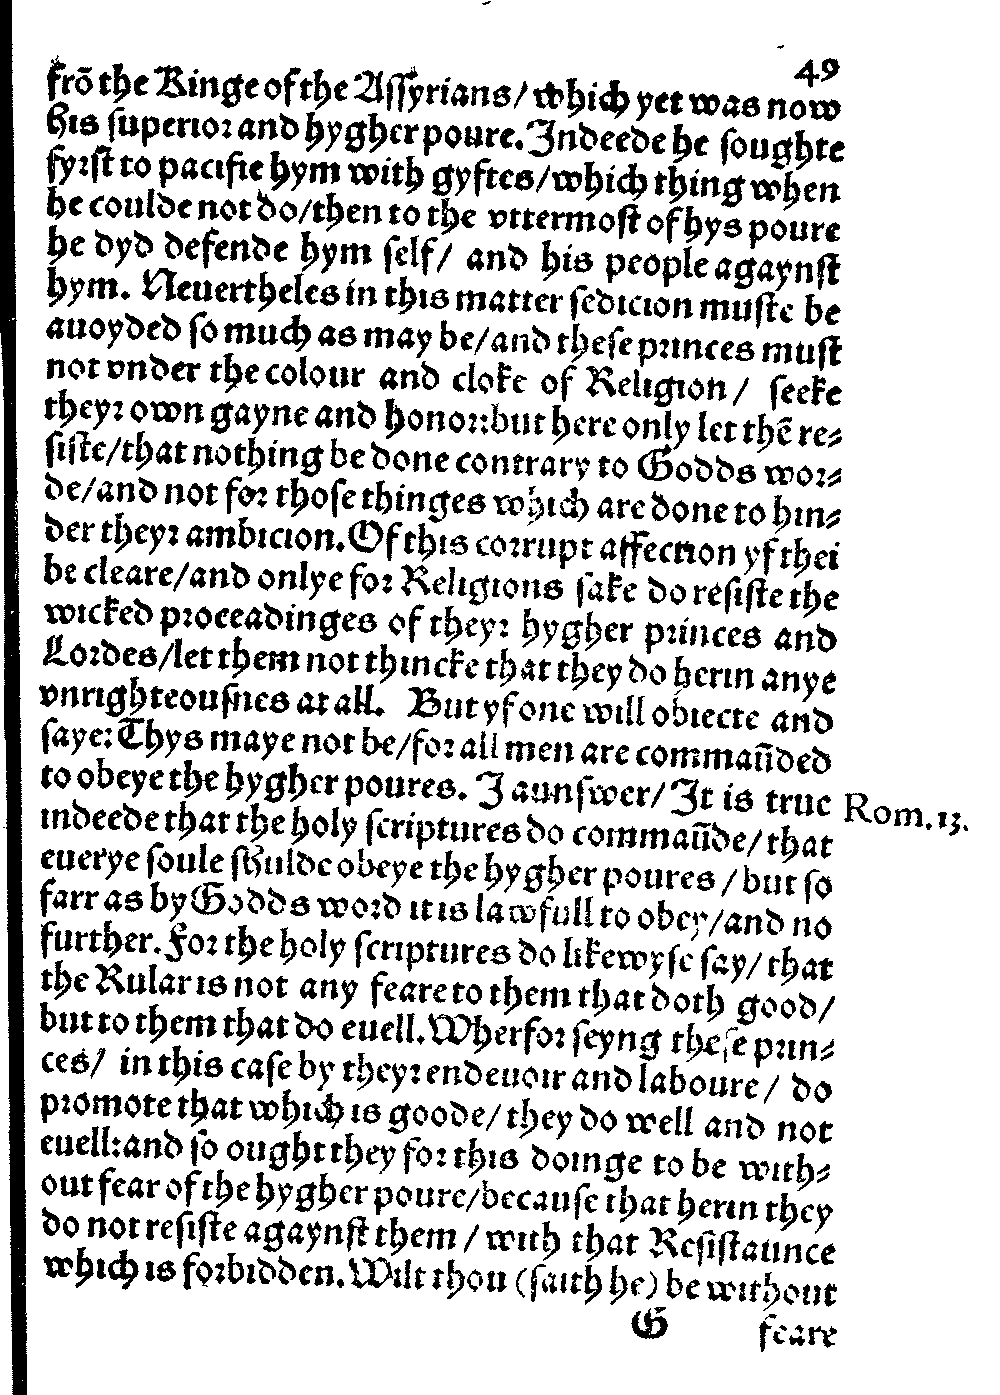 49
frō the Kinge of the Assyrians/which yet was now
his superior and hygher poure. Indeede he soughte
fyrst to pacifie hym with gyftes/which thing when
he coulde not do/then to the vttermost of hys poure
he dyd defende hym self/ and his people agaynst
hym. Neuertheles in this matter sedicion muste be
auoyded so much as may be/and these princes must
not vnder the colour and cloke of Religion/ seeke
theyr own gayne and honor: but here only let thē re-
siste/that nothing be done contrary to Godds wor-
de/and not for those thinges which are done to hin-
der theyr ambicion. Of this corrupt affection yf thei
be cleare/and onlye for Religions sake do resiste the
wicked proceadinges of theyr hygher princes and
Lordes/let them not thincke that they do herin anye
vnrighteousnes at all. But yf one will obiecte and
saye: Thys maye not be/for all men are commaūded
to obeye the hygher poures. I aunswer/ It is true Rom. 13.
indeede that the holy scriptures do commaūde/ that
euerye soule shulde obeye the hygher poures /but so
farr as by Godds word it is lawfull to obey/and no
further. For the holy scriptures do likewyse say/ that
the Rular is not any feare to them that doth good/
but to them that do euell. Wherfor seyng these prin-
ces/ in this case by theyr endeuoir and laboure/ do
promote that which is goode/ they do well and not
euell: and so ought they for this doinge to be with-
out fear of the hygher poure/because that herin they
do not resiste agaynst them / with that Resistaunce
which is forbidden. Wilt thou (saith he) be without
G feare